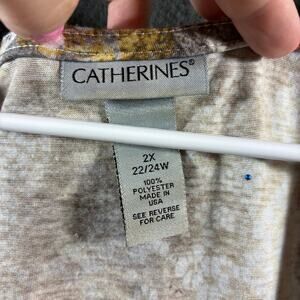 CATHERINES®
2X
22/24W
100%
POLYESTER
MADE IN
USA
SEE REVERSE
FOR CARE